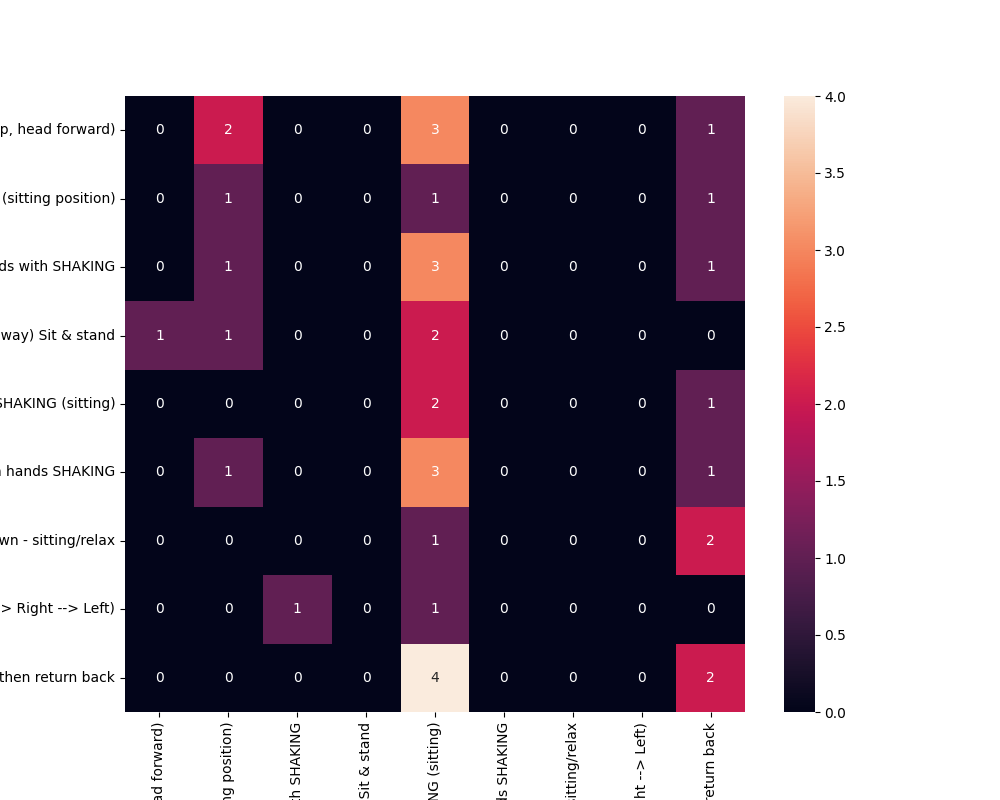 p, head forward) 0 2 0 0 3 0 0 0 1
(sitting position) 0 1 0 0 1 0 0 0 1
ds with SHAKING 0 1 0 0 3 0 0 0 1
way) Sit & stand 1 1 0 0 2 0 0 0 0
SHAKING (sitting) 0 0 0 0 2 0 0 0 1
hands SHAKING 0 1 0 0 3 0 0 0 1
wn - sitting/relax 0 0 0 0 1 0 0 0 2
> Right --> Left) 0 0 1 0 1 0 0 0 0
then return back 0 0 0 0 4 0 0 0 2
ad forward)
ng position)
th SHAKING
Sit & stand
NG (sitting)
ds SHAKING
sitting/relax
ht --> Left)
return back
4.0
3.5
3.0
2.5
2.0
1.5
1.0
0.5
0.0